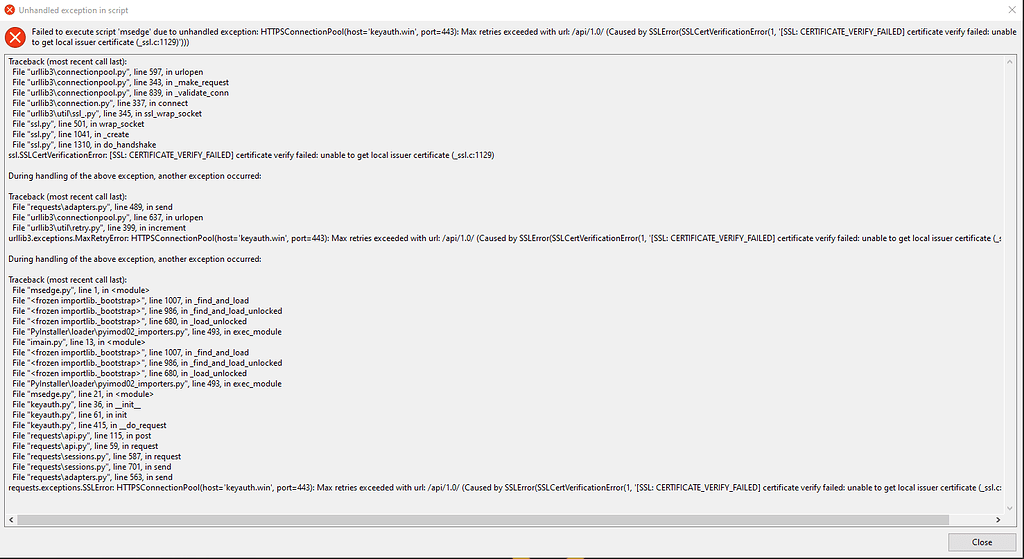 Unhandled exception in script
Failed to execute script 'msedge' due to unhandled exception: HTTPSConnectionPool(host='keyauth.win', port=443): Max retries exceeded with url: /api/1.0/ (Caused by SSLError(SSLCertVerificationError(1, '[SSL: CERTIFICATE_VERIFY_FAILED] certificate verify failed: unable
to get local issuer certificate (_ssl.c:1129)')))
Traceback (most recent call last):
File "urllib3\connectionpool.py", line 597, in urlopen
File "urllib3\connectionpool.py", line 343, in _make_request
File "urllib3\connectionpool.py", line 839, in _validate_conn
File "urllib3\connection.py", line 337, in connect
File "urllib3\util\ssl_.py", line 345, in ssl_wrap_socket
File "ssl.py", line 501, in wrap_socket
File "ssl.py", line 1041, in _create
File "ssl.py", line 1310, in do_handshake
ssl.SSLCertVerificationError: [SSL: CERTIFICATE_VERIFY_FAILED] certificate verify failed: unable to get local issuer certificate (_ssl.c:1129)
During handling of the above exception, another exception occurred:
Traceback (most recent call last):
File "requests\adapters.py", line 489, in send
File "urllib3\connectionpool.py", line 637, in urlopen
File "urllib3\util\retry.py", line 399, in increment
urllib3.exceptions.MaxRetryError: HTTPSConnectionPool(host='keyauth.win', port=443): Max retries exceeded with url: /api/1.0/ (Caused by SSLError(SSLCertVerificationError(1, '[SSL: CERTIFICATE_VERIFY_FAILED] certificate verify failed: unable to get local issuer certificate (_s
During handling of the above exception, another exception occurred:
Traceback (most recent call last):
File "msedge.py", line 1, in <module>
File "<frozen importlib._bootstrap>", line 1007, in _find_and_load
File "<frozen importlib._bootstrap>", line 986, in _find_and_load_unlocked
File "<frozen importlib._bootstrap>", line 680, in _load_unlocked
File "PyInstaller\loader\pyimod02_importers.py", line 493, in exec_module
File "imain.py", line 13, in <module>
File "<frozen importlib._bootstrap>", line 1007, in _find_and_load
File "<frozen importlib._bootstrap>", line 986, in _find_and_load_unlocked
File "<frozen importlib._bootstrap>", line 680, in _load_unlocked
File "PyInstaller\loader\pyimod02_importers.py", line 493, in exec_module
File "msedge.py", line 21, in <module>
File "keyauth.py", line 36, in __init__
File "keyauth.py", line 61, in init
File "keyauth.py", line 415, in __do_request
File "requests\api.py", line 115, in post
File "requests\api.py", line 59, in request
File "requests\sessions.py", line 587, in request
File "requests\sessions.py", line 701, in send
File "requests\adapters.py", line 563, in send
requests.exceptions.SSLError: HTTPSConnectionPool(host='keyauth.win', port=443): Max retries exceeded with url: /api/1.0/ (Caused by SSLError(SSLCertVerificationError(1, '[SSL: CERTIFICATE_VERIFY_FAILED] certificate verify failed: unable to get local issuer certificate (_ssl.c:
Close